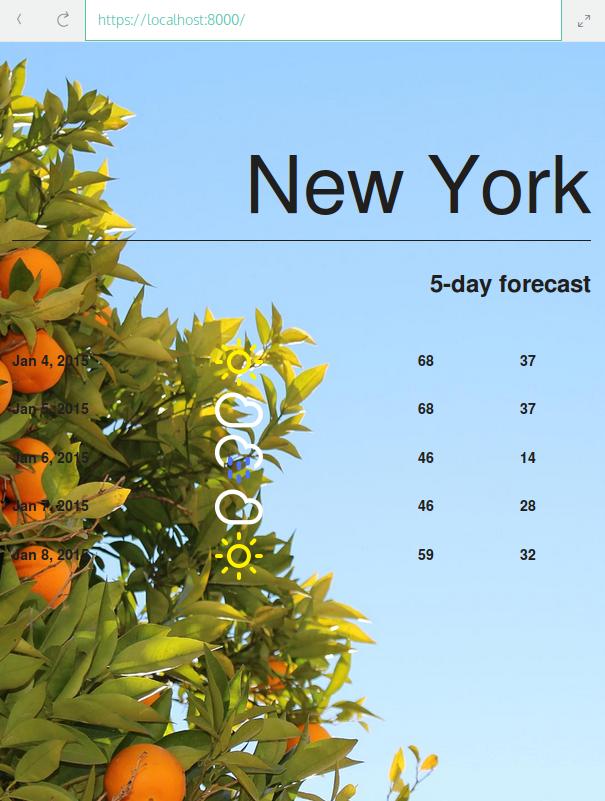 https://localhost:8000/
New York
5-day forecast
Jan 4, 2015 68 37
Jan 5, 2015 68 37
Jan 6, 2015 46 14
Jan 7, 2015 46 28
Jan 8, 2015 59 32